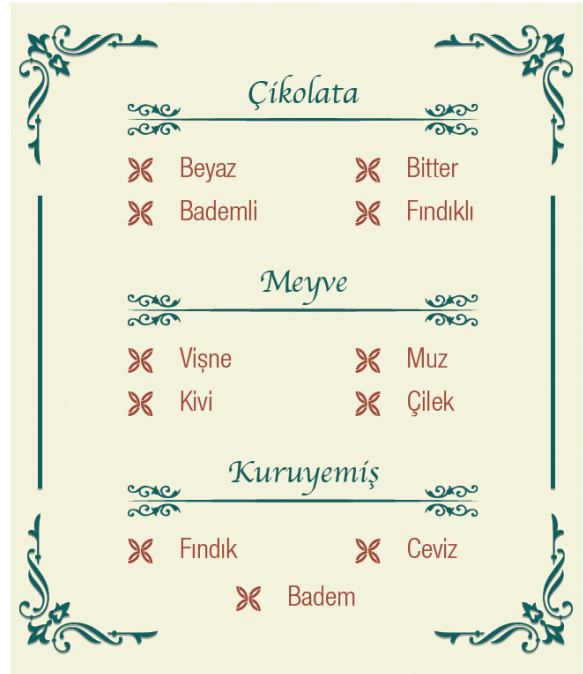 Çikolata
Beyaz Bitter
Bademli Fındıklı
Meyve
Vişne Muz
Kivi Çilek
Kuruyemiş
Fındık Ceviz
Badem